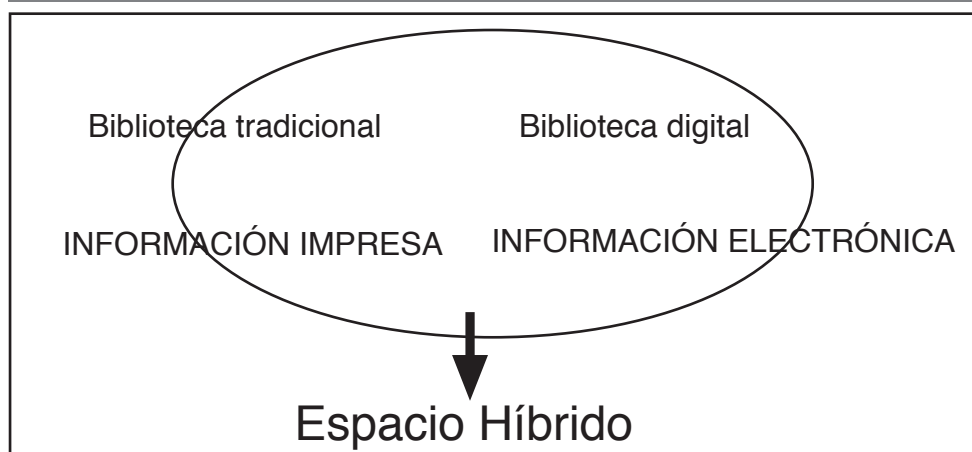 Biblioteca tradicional Biblioteca digital
INFORMACIÓN IMPRESA INFORMACIÓN ELECTRÓNICA
Espacio Híbrido